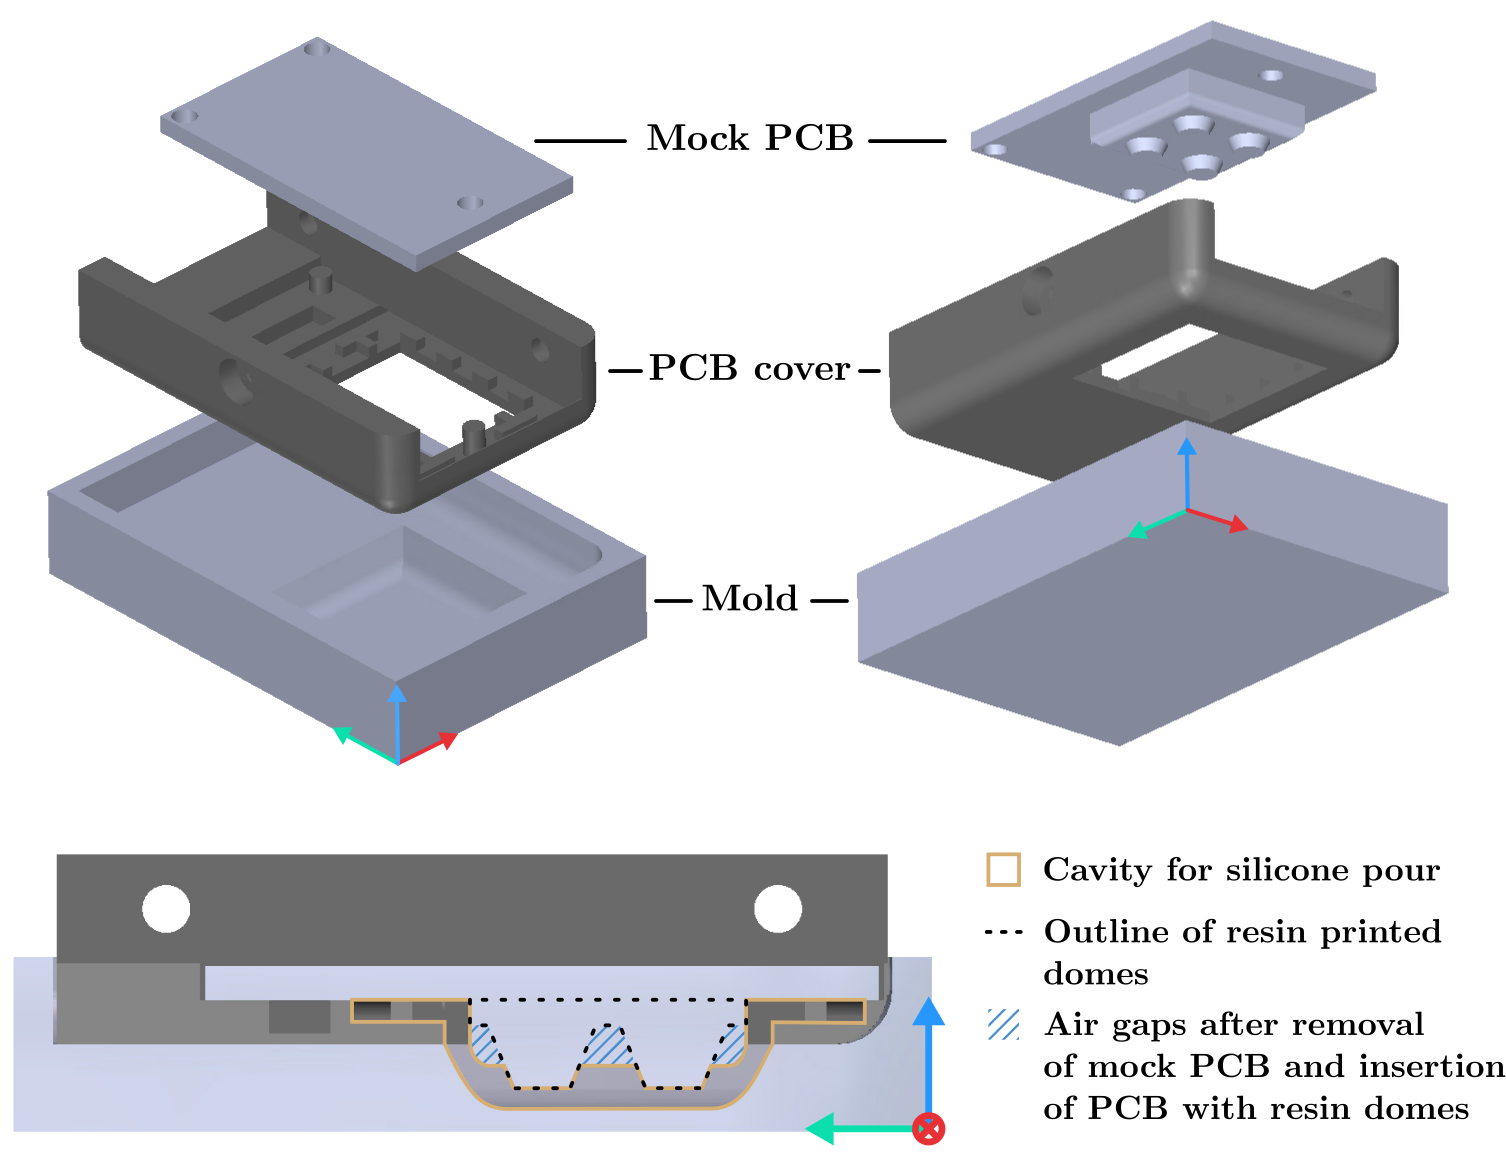 Mock PCB
PCB cover
Mold
Cavity for silicone pour
Outline of resin printed
domes
Air gaps after removal
of mock PCB and insertion
of PCB with resin domes